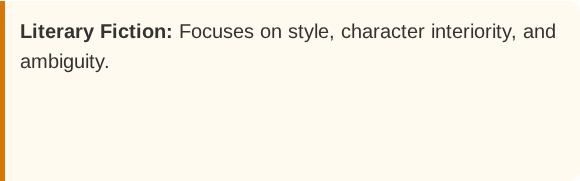 Literary Fiction: Focuses on style, character interiority, and
ambiguity.